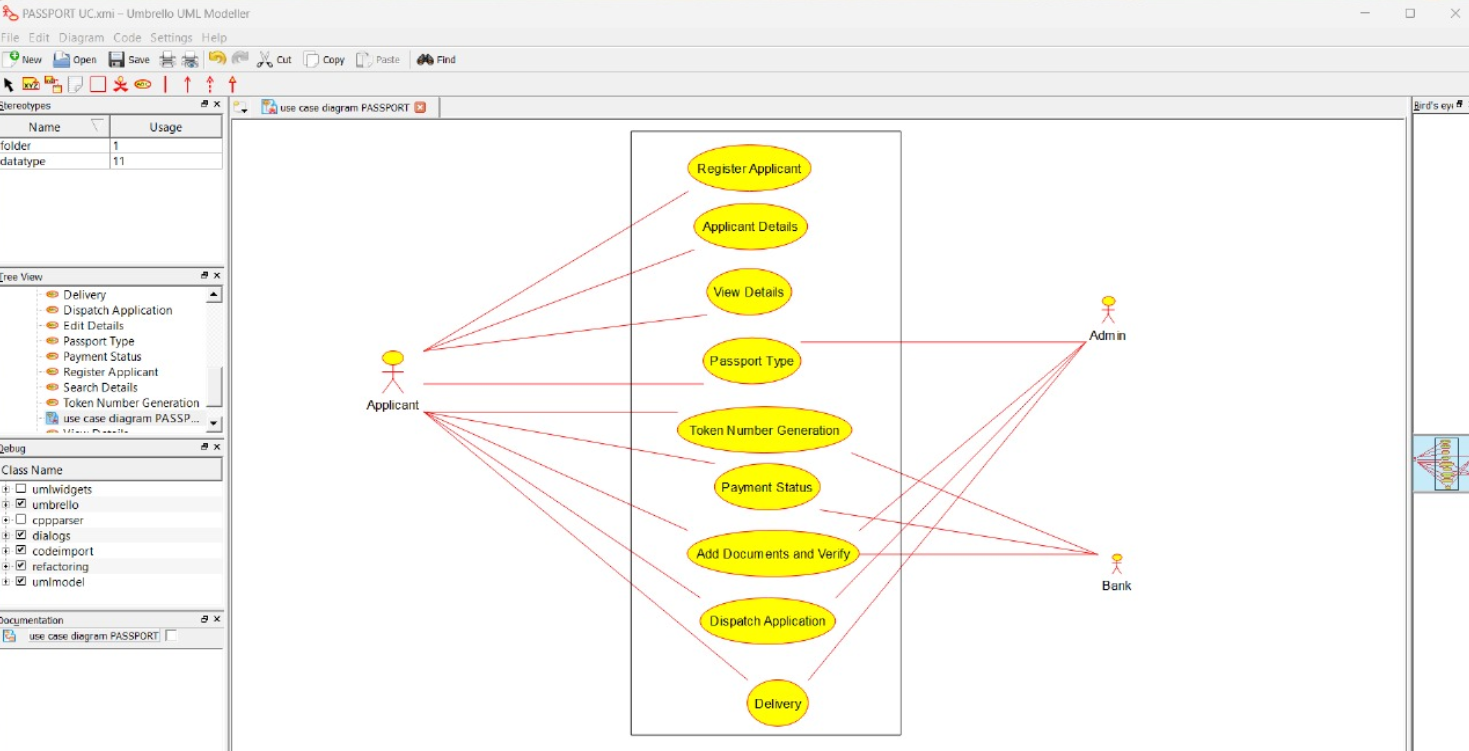 PASSPORT UC.xmi – Umbrello UML Modeller
File Edit Diagram Code Settings Help
New Open Save Cut Copy Paste Find
Stereotypes
Name Usage
folder 1
datatype 11
Tree View
Delivery
Dispatch Application
Edit Details
Passport Type
Payment Status
Register Applicant
Search Details
Token Number Generation
use case diagram PASSP...
View Details
Debug
Class Name
umlwidgets
umbrello
cppparser
dialogs
codeimport
refactoring
umlmodel
Documentation
use case diagram PASSPORT
use case diagram PASSPORT
Register Applicant
Applicant Details
View Details
Passport Type
Token Number Generation
Payment Status
Add Documents and Verify
Dispatch Application
Delivery
Applicant
Admin
Bank
Bird's eye